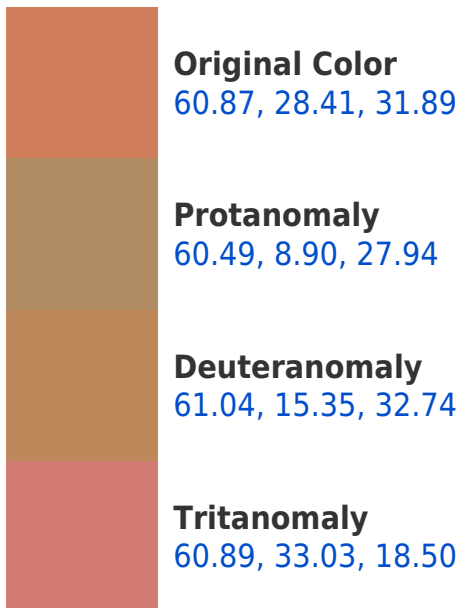 Original Color
60.87, 28.41, 31.89
Protanomaly
60.49, 8.90, 27.94
Deuteranomaly
61.04, 15.35, 32.74
Tritanomaly
60.89, 33.03, 18.50